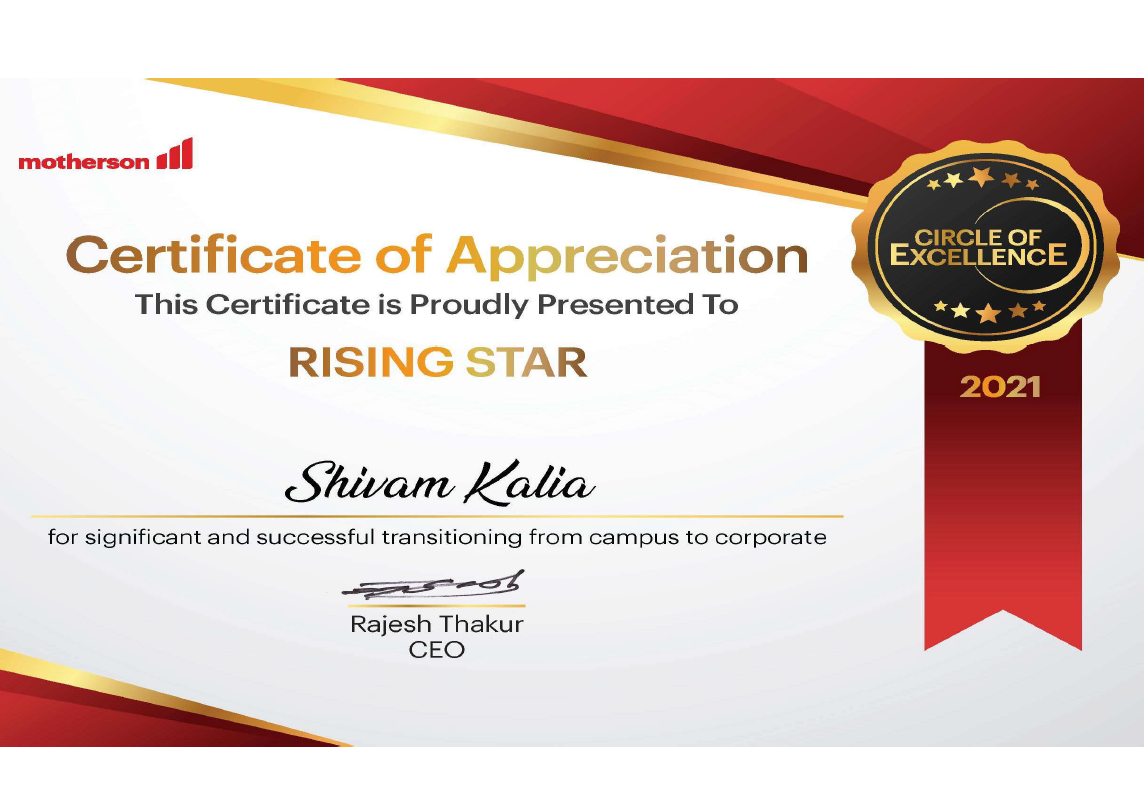 motherson
Certificate of Appreciation
This Certificate is Proudly Presented To
RISING STAR
Shivam Kalia
for significant and successful transitioning from campus to corporate
Rajesh Thakur
CEO
CIRCLE OF
EXCELLENCE
2021